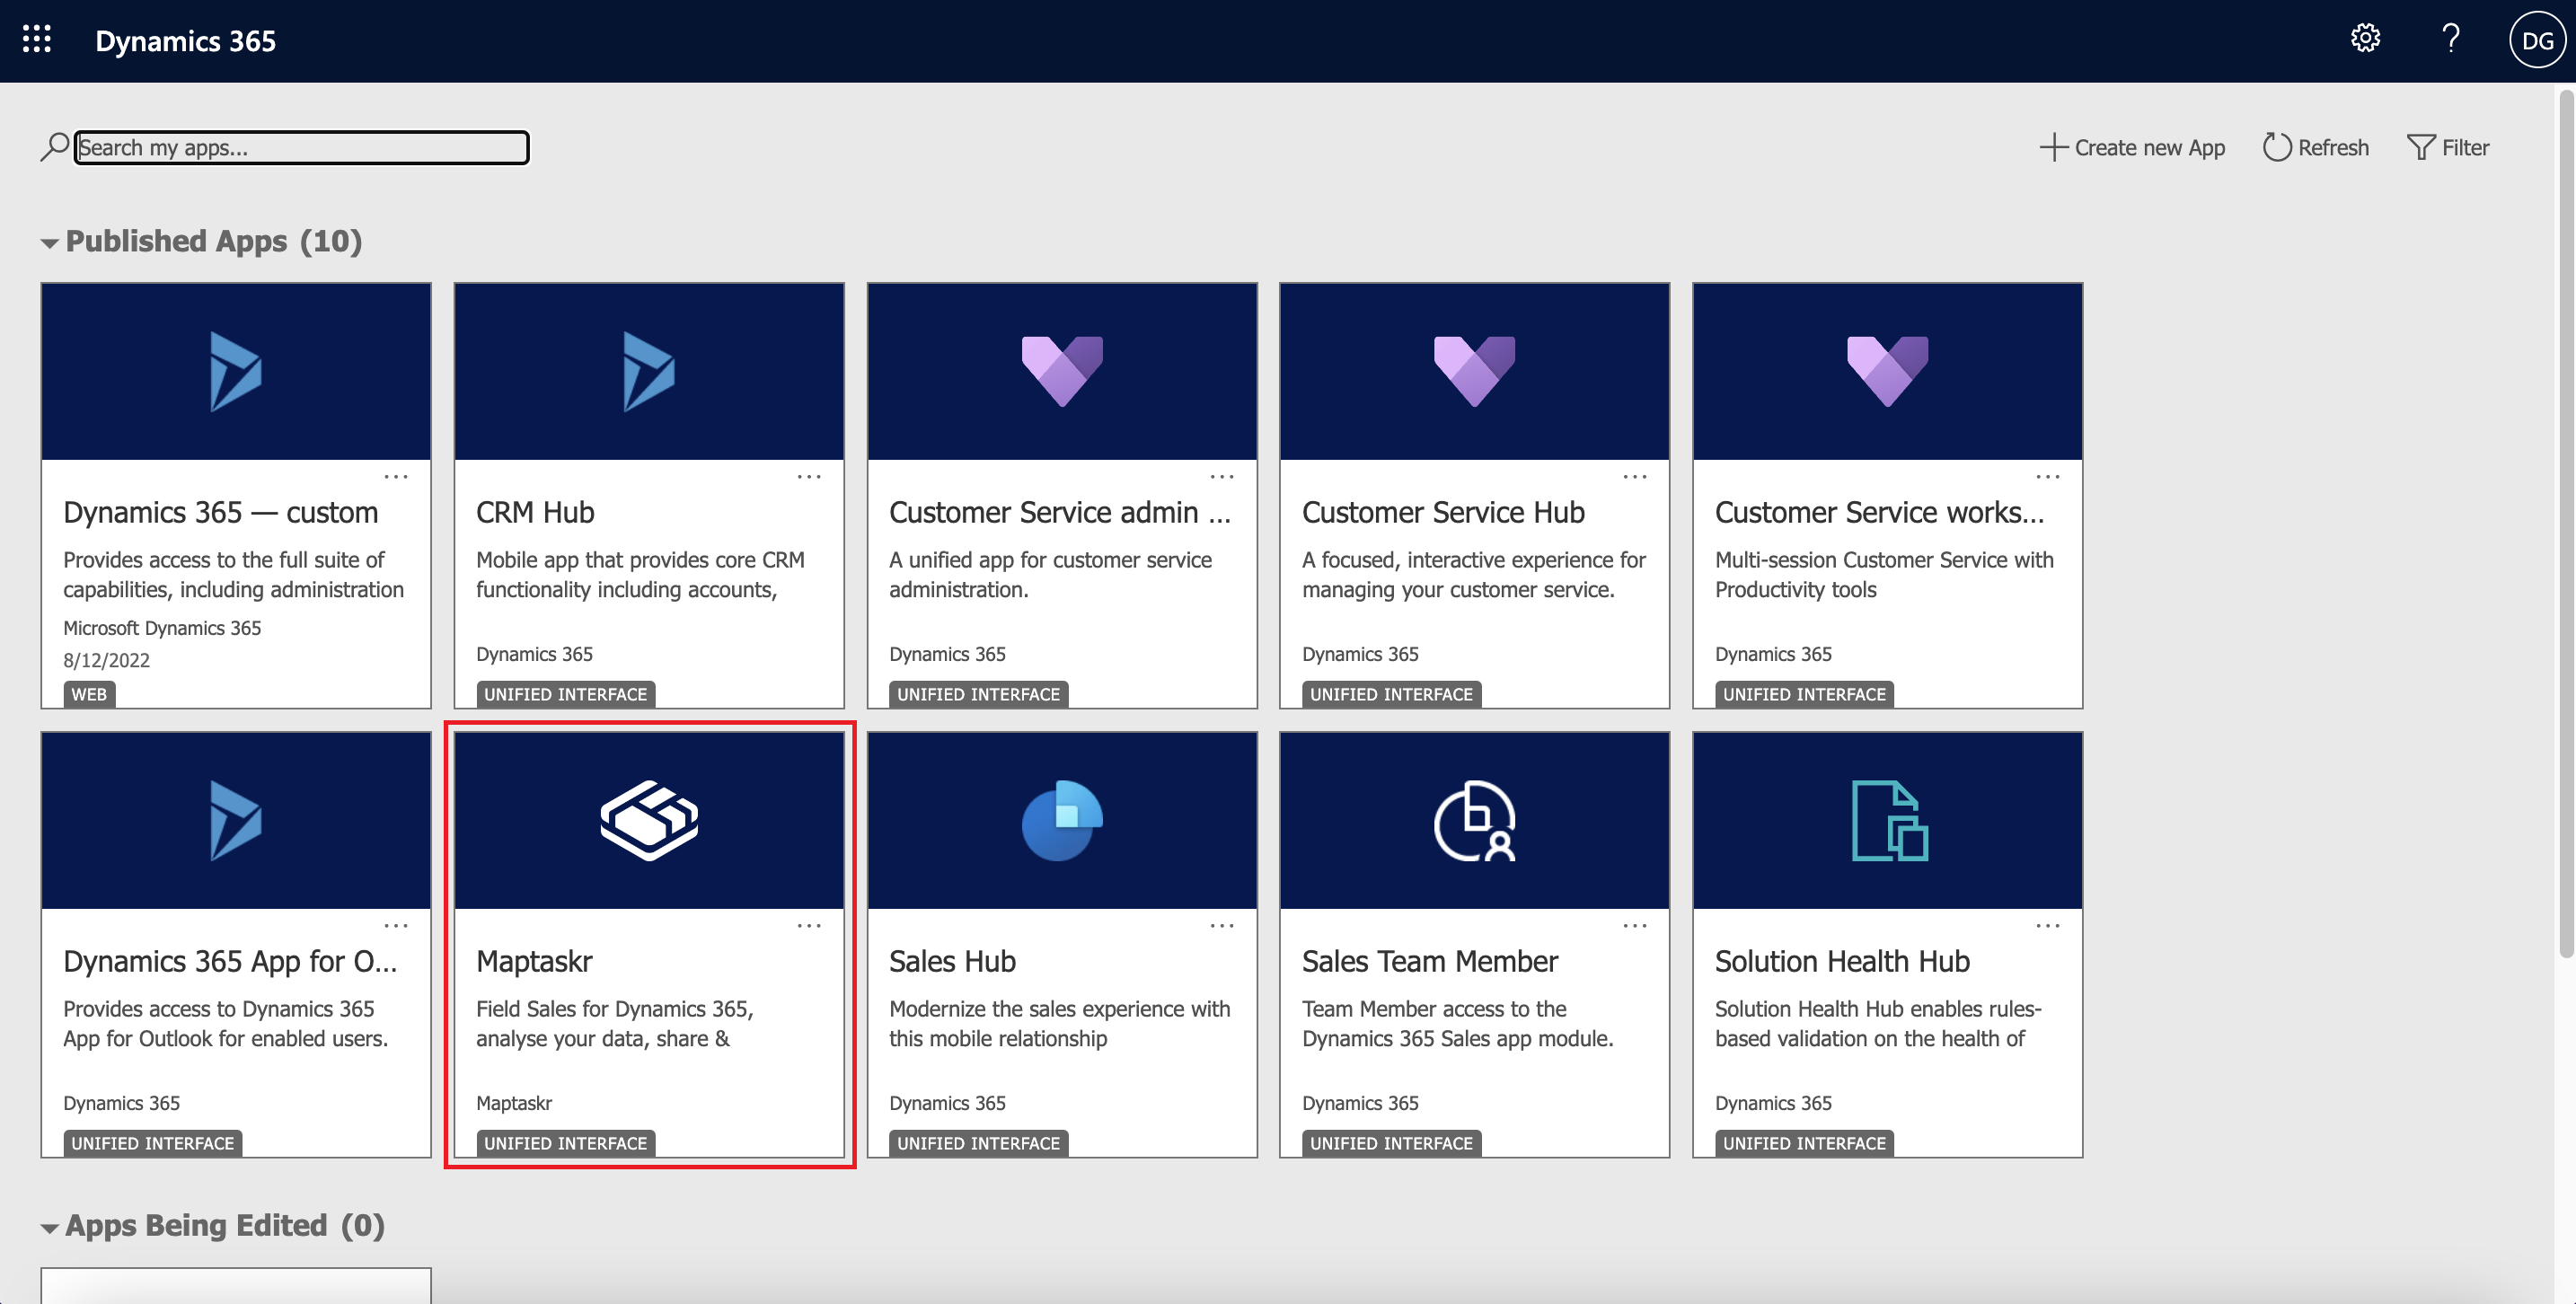 Dynamics 365
?
DG
Search my apps...
Create new App
Refresh
Filter
Published Apps (10)
Dynamics 365 — custom
Provides access to the full suite of
capabilities, including administration
Microsoft Dynamics 365
8/12/2022
WEB
CRM Hub
Mobile app that provides core CRM
functionality including accounts,
Dynamics 365
UNIFIED INTERFACE
Customer Service admin ...
A unified app for customer service
administration.
Dynamics 365
UNIFIED INTERFACE
Customer Service Hub
A focused, interactive experience for
managing your customer service.
Dynamics 365
UNIFIED INTERFACE
Customer Service works...
Multi-session Customer Service with
Productivity tools
Dynamics 365
UNIFIED INTERFACE
Dynamics 365 App for O...
Provides access to Dynamics 365
App for Outlook for enabled users.
Dynamics 365
UNIFIED INTERFACE
Maptaskr
Field Sales for Dynamics 365,
analyse your data, share &
Maptaskr
UNIFIED INTERFACE
Sales Hub
Modernize the sales experience with
this mobile relationship
Dynamics 365
UNIFIED INTERFACE
Sales Team Member
Team Member access to the
Dynamics 365 Sales app module.
Dynamics 365
UNIFIED INTERFACE
Solution Health Hub
Solution Health Hub enables rules-
based validation on the health of
Dynamics 365
UNIFIED INTERFACE
Apps Being Edited (0)